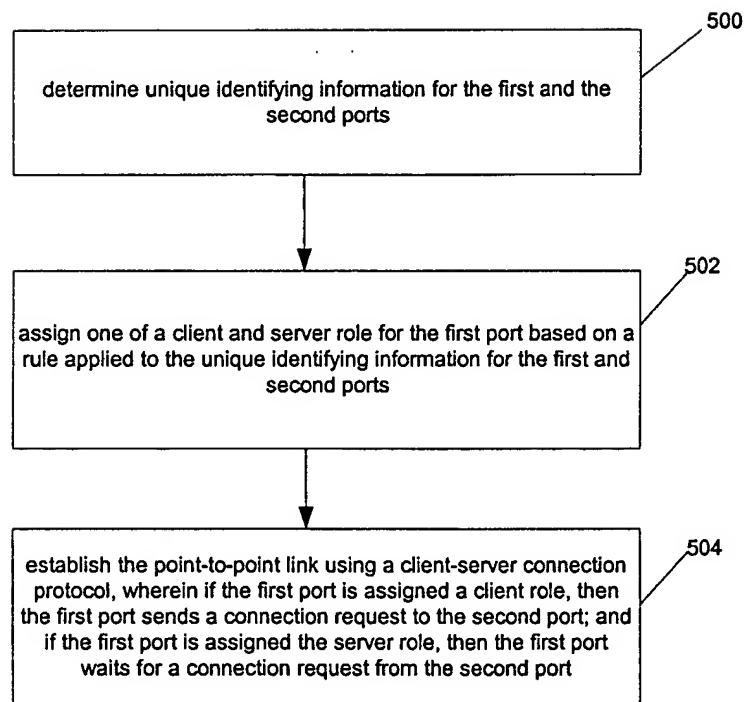 500
determine unique identifying information for the first and the
second ports
502
assign one of a client and server role for the first port based on a
rule applied to the unique identifying information for the first and
second ports
504
establish the point-to-point link using a client-server connection
protocol, wherein if the first port is assigned a client role, then
the first port sends a connection request to the second port; and
if the first port is assigned the server role, then the first port
waits for a connection request from the second port